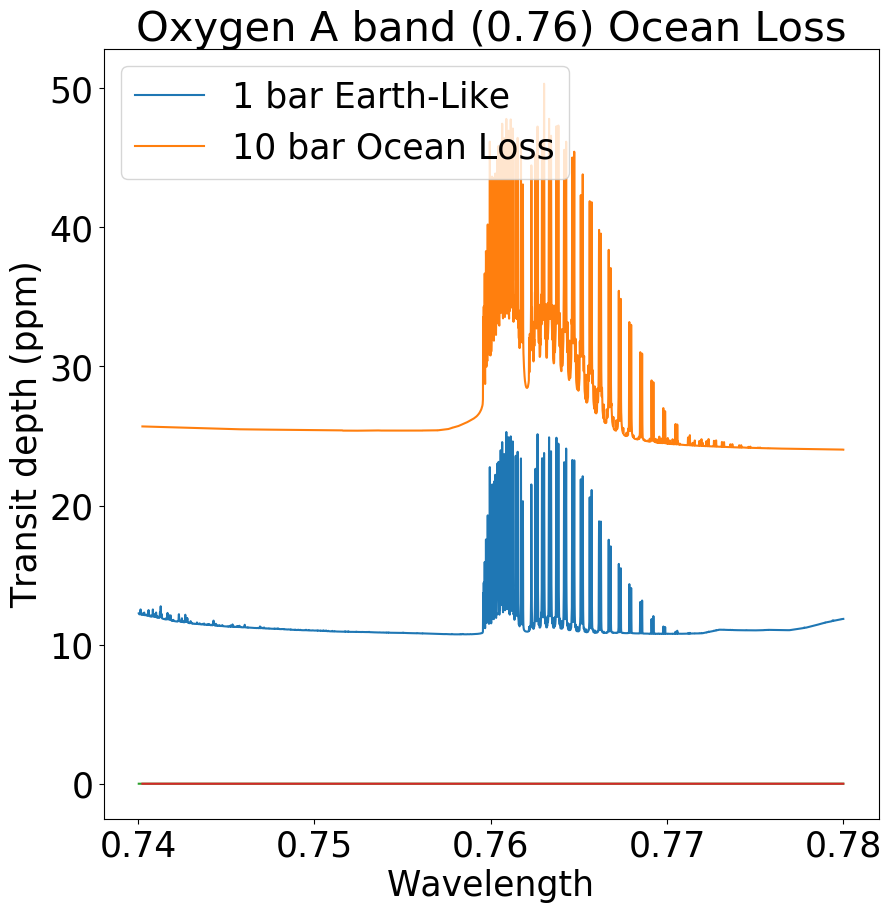 Oxygen A band (0.76) Ocean Loss
1 bar Earth-Like
10 bar Ocean Loss
50
40
30
20
10
0
Transit depth (ppm)
0.74 0.75 0.76 0.77 0.78
Wavelength